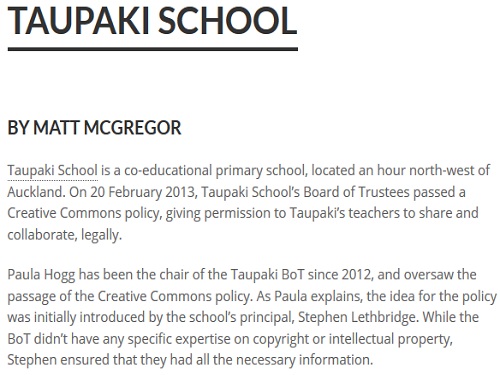 TAUPAKI SCHOOL
BY MATT MCGREGOR
Taupaki School is a co-educational primary school, located an hour north-west of
Auckland. On 20 February 2013, Taupaki School's Board of Trustees passed a
Creative Commons policy, giving permission to Taupaki's teachers to share and
collaborate, legally.
Paula Hogg has been the chair of the Taupaki BoT since 2012, and oversaw the
passage of the Creative Commons policy. As Paula explains, the idea for the policy
was initially introduced by the school's principal, Stephen Lethbridge. While the
BoT didn't have any specific expertise on copyright or intellectual property,
Stephen ensured that they had all the necessary information.